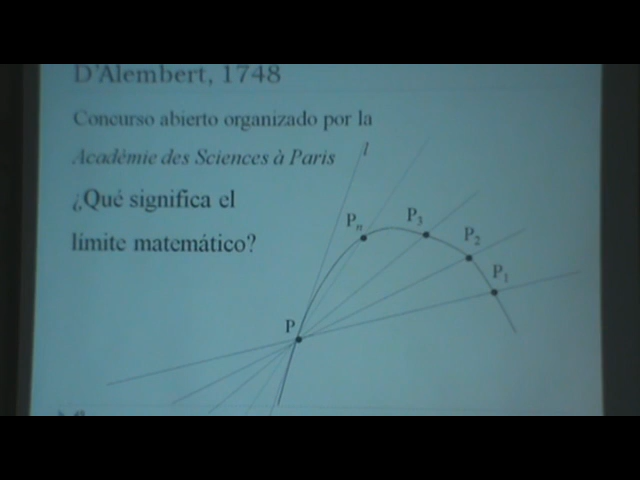 D'Alembert, 1748
Concurso abierto organizado por la
Académie des Sciences à Paris
¿Qué significa el
límite matemático?
l
Pn
P3
P2
P1
P